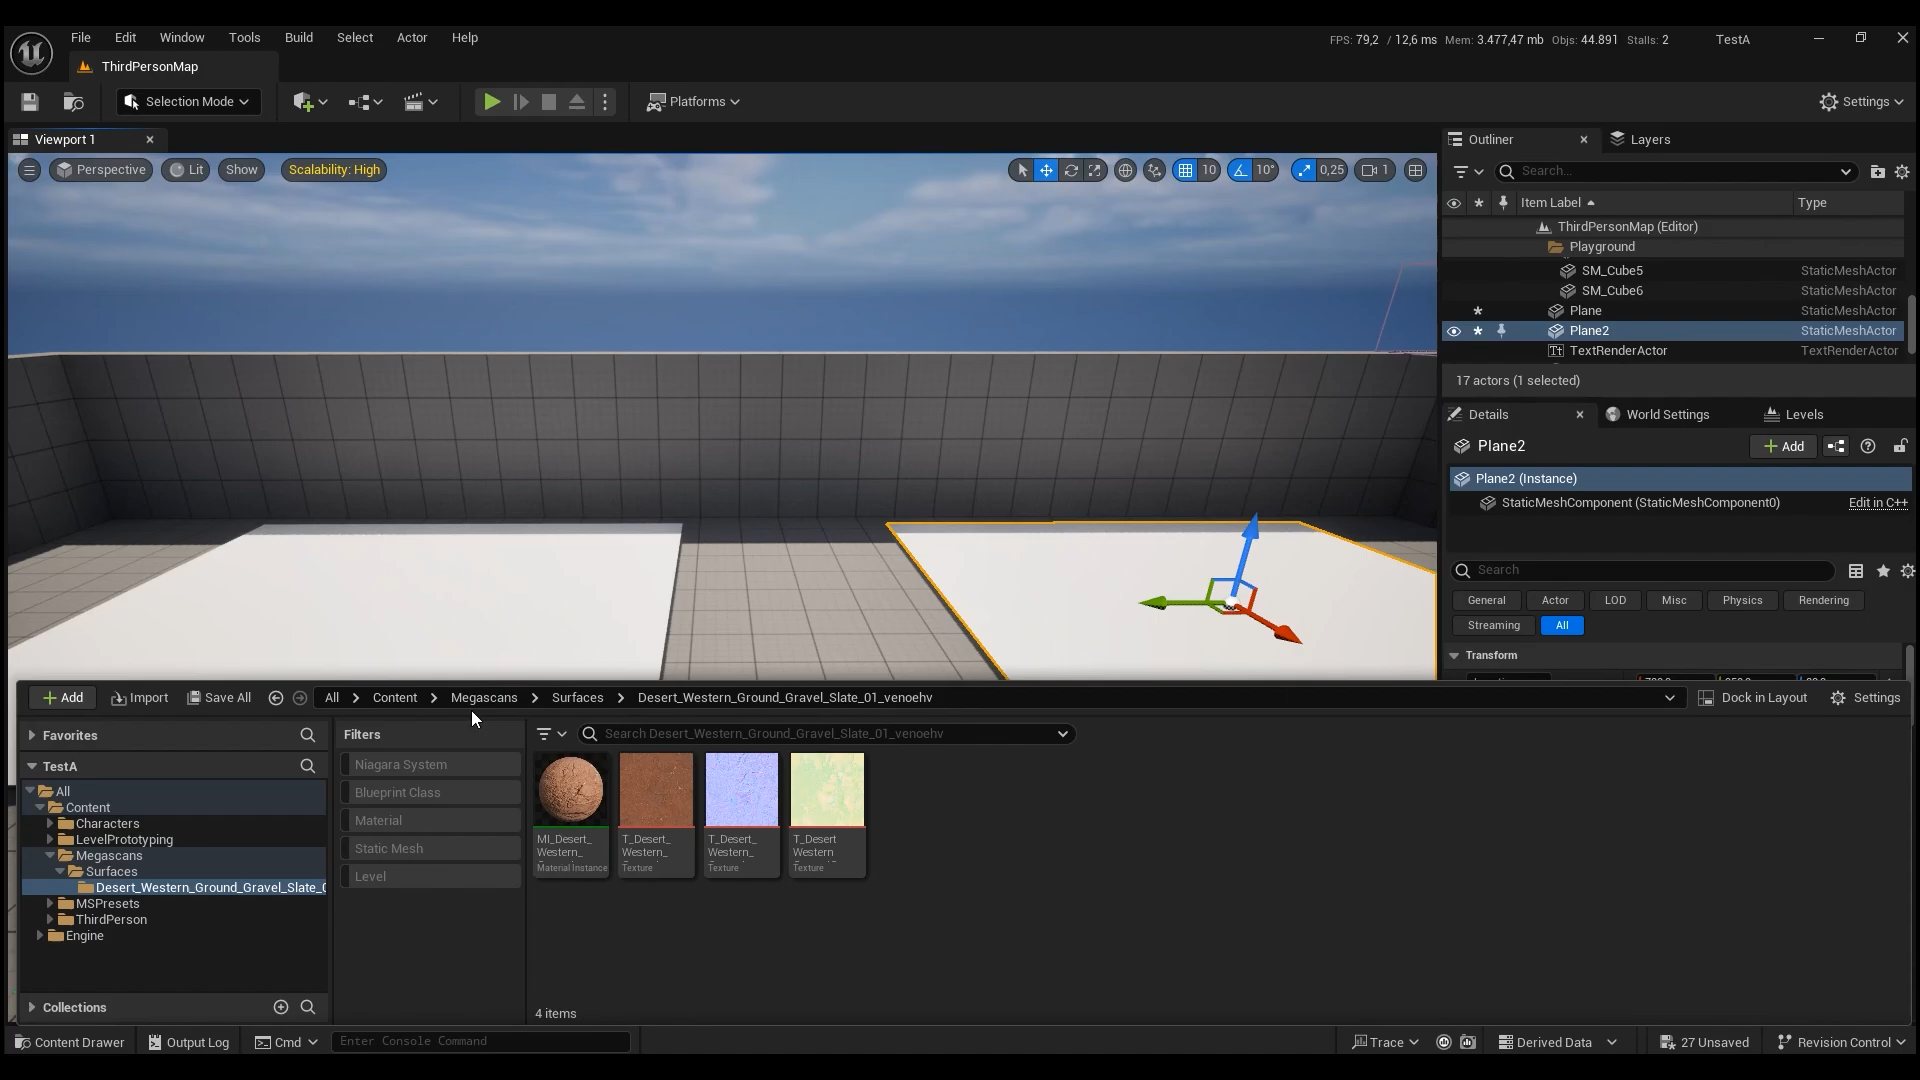 File Edit Window Tools Build Select Actor Help
FPS: 79,2 / 12,6 ms Mem: 3.477,47 mb Objs: 44.891 Stalls: 2 TestA
ThirdPersonMap
Selection Mode Platforms Settings
Viewport 1
Perspective Lit Show Scalability: High 10 10° 0,25 1
Outliner Layers
Search...
Item Label Type
ThirdPersonMap (Editor)
Playground
SM_Cube5 StaticMeshActor
SM_Cube6 StaticMeshActor
Plane StaticMeshActor
Plane2 StaticMeshActor
Tt TextRenderActor TextRenderActor
17 actors (1 selected)
Details World Settings Levels
Plane2 Add
Plane2 (Instance)
StaticMeshComponent (StaticMeshComponent0) Edit in C++
Search
General Actor LOD Misc Physics Rendering
Streaming All
Transform
Add Import Save All All Content Megascans Surfaces Desert_Western_Ground_Gravel_Slate_01_venoehv Dock in Layout Settings
Favorites
TestA
All
Content
Characters
LevelPrototyping
Megascans
Surfaces
Desert_Western_Ground_Gravel_Slate_0
MSPresets
ThirdPerson
Engine
Collections
Filters
Niagara System
Blueprint Class
Material
Static Mesh
Level
Search Desert_Western_Ground_Gravel_Slate_01_venoehv
MI_Desert_
Western_
Material Instance
T_Desert_
Western_
Texture
T_Desert_
Western_
Texture
T_Desert
Western
Texture
4 items
Content Drawer Output Log Cmd Enter Console Command Trace Derived Data 27 Unsaved Revision Control